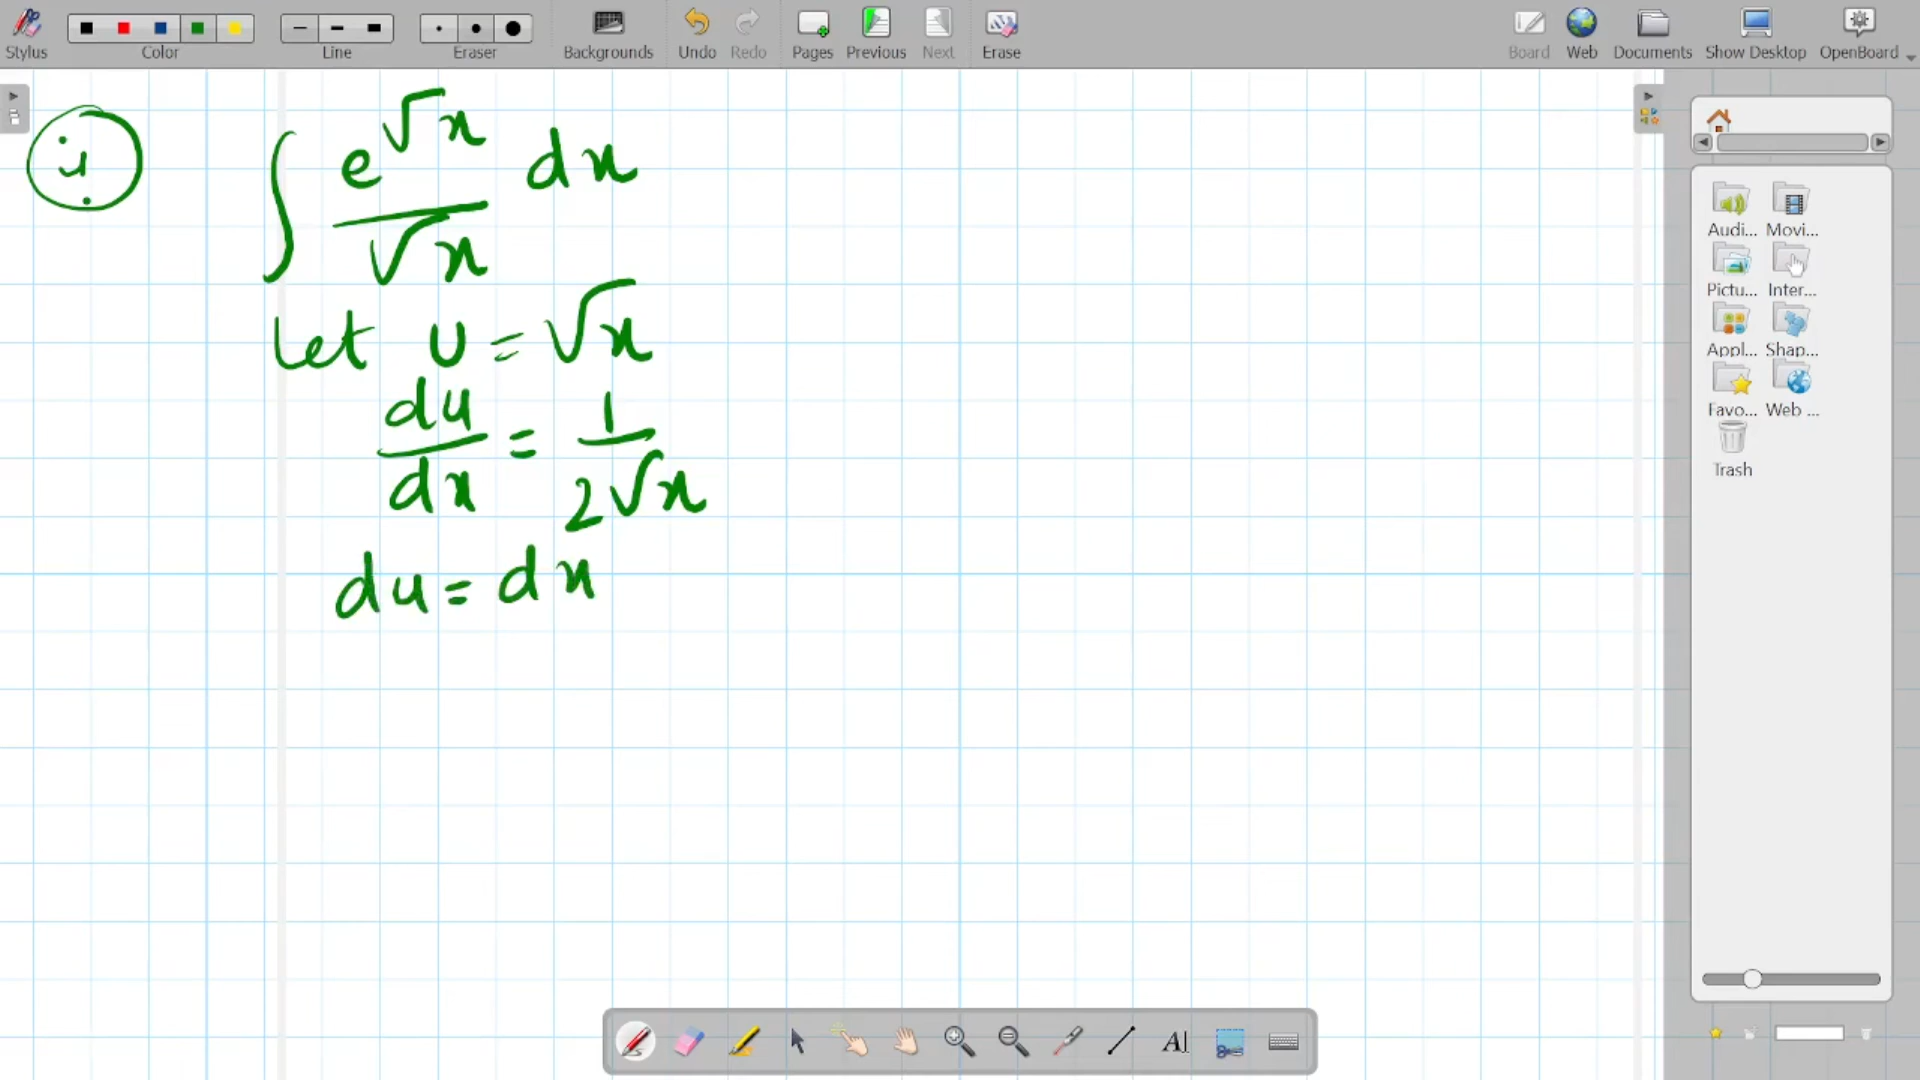 Stylus Color Line Eraser Backgrounds Undo Redo Pages Previous Next Erase Board Web Documents Show Desktop OpenBoard
∫ e^√x / √x dx
Let u = √x
du/dx = 1/2√x
du = dx
Audi... Movi...
Pictu... Inter...
Appl... Shap...
Favo... Web ...
Trash
A|